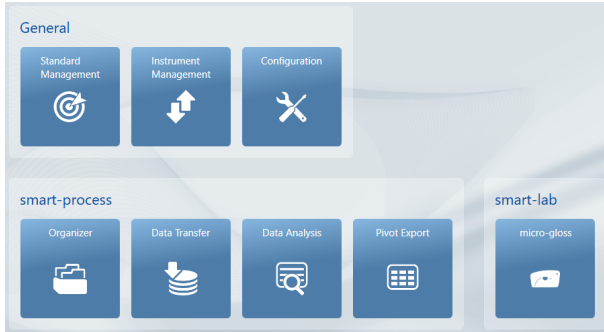 General
Standard
Management
Instrument
Management
Configuration
smart-process
Organizer
Data Transfer
Data Analysis
Pivot Export
smart-lab
micro-gloss